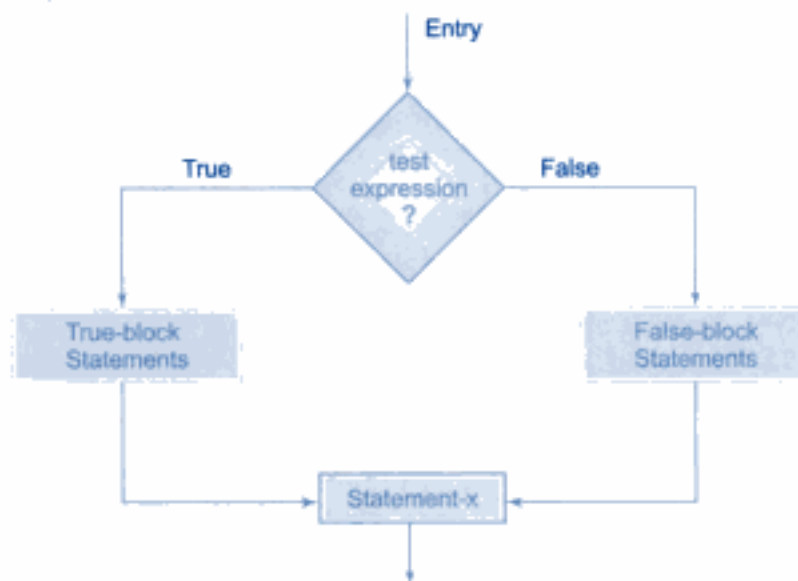 Entry
test
expression
?
True
False
True-block
Statements
False-block
Statements
Statement-x